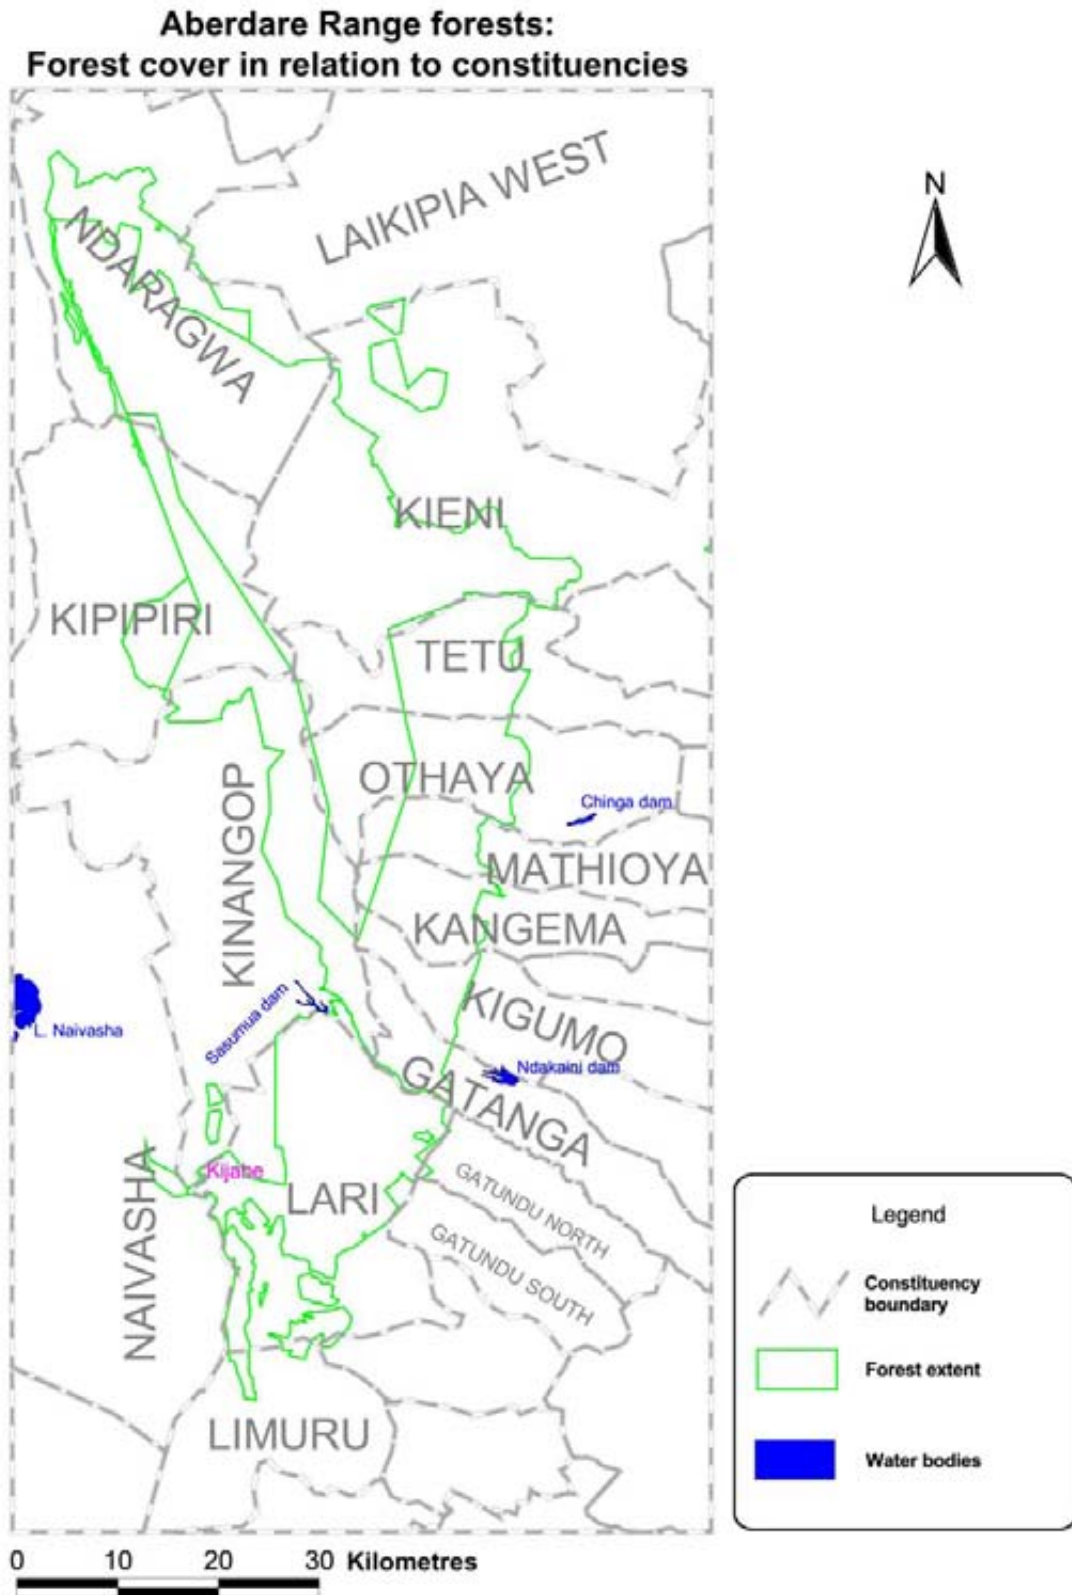 Aberdare Range forests:
Forest cover in relation to constituencies
N
LAIKIPIA WEST
NDARAGWA
KIENI
KIPIPIRI
TETU
OTHAYA
KINANGOP
Chinga dam
MATHIOYA
KANGEMA
Sasumua dam
L. Naivasha
KIGUMO
Ndakaini dam
GATANGA
Kijabe
NAIVASHA
LARI
GATUNDU NORTH
GATUNDU SOUTH
LIMURU
Legend
Constituency
boundary
Forest extent
Water bodies
0 10 20 30 Kilometres